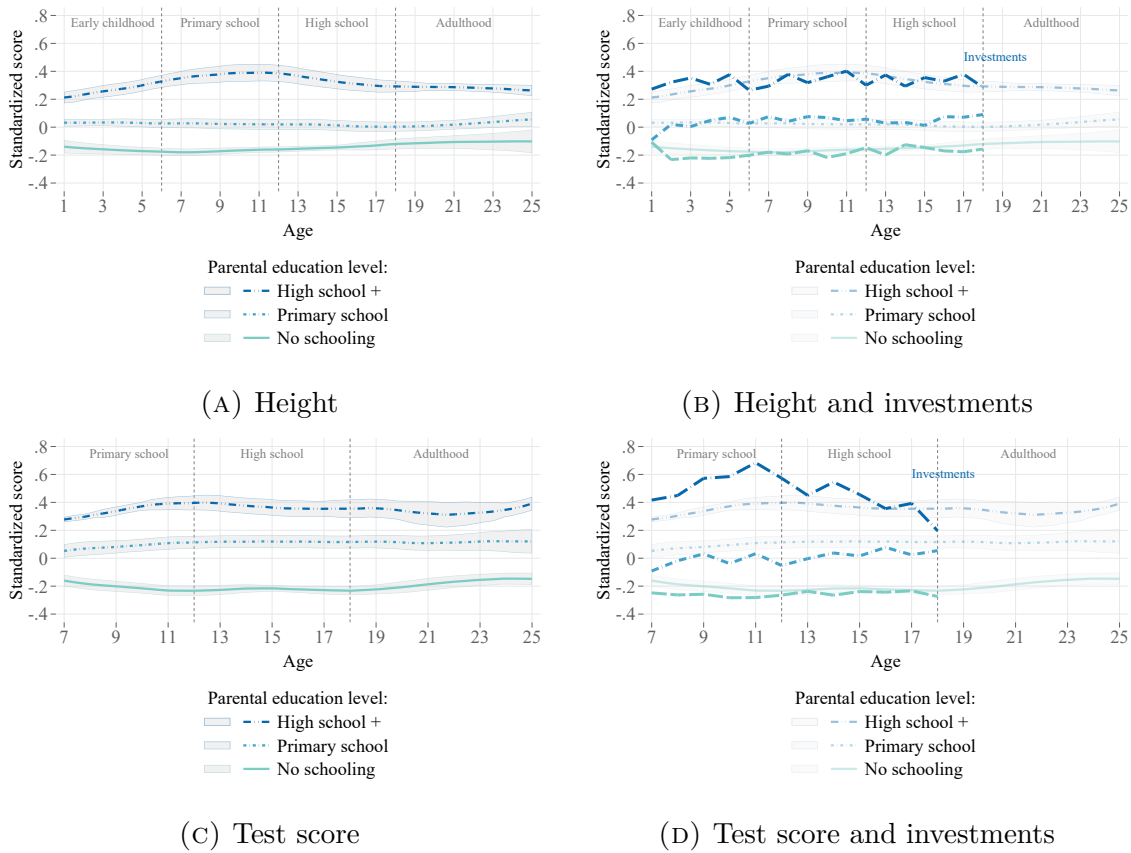 Early childhood Primary school High school Adulthood
Standardized score
.8
.6
.4
.2
0
-.2
-.4
1 3 5 7 9 11 13 15 17 19 21 23 25
Age
Parental education level:
High school +
Primary school
No schooling
(A) Height
Early childhood Primary school High school Adulthood
Investments
Standardized score
.8
.6
.4
.2
0
-.2
-.4
1 3 5 7 9 11 13 15 17 19 21 23 25
Age
Parental education level:
High school +
Primary school
No schooling
(B) Height and investments
Primary school High school Adulthood
Standardized score
.8
.6
.4
.2
0
-.2
-.4
7 9 11 13 15 17 19 21 23 25
Age
Parental education level:
High school +
Primary school
No schooling
(C) Test score
Primary school High school Adulthood
Investments
Standardized score
.8
.6
.4
.2
0
-.2
-.4
7 9 11 13 15 17 19 21 23 25
Age
Parental education level:
High school +
Primary school
No schooling
(D) Test score and investments